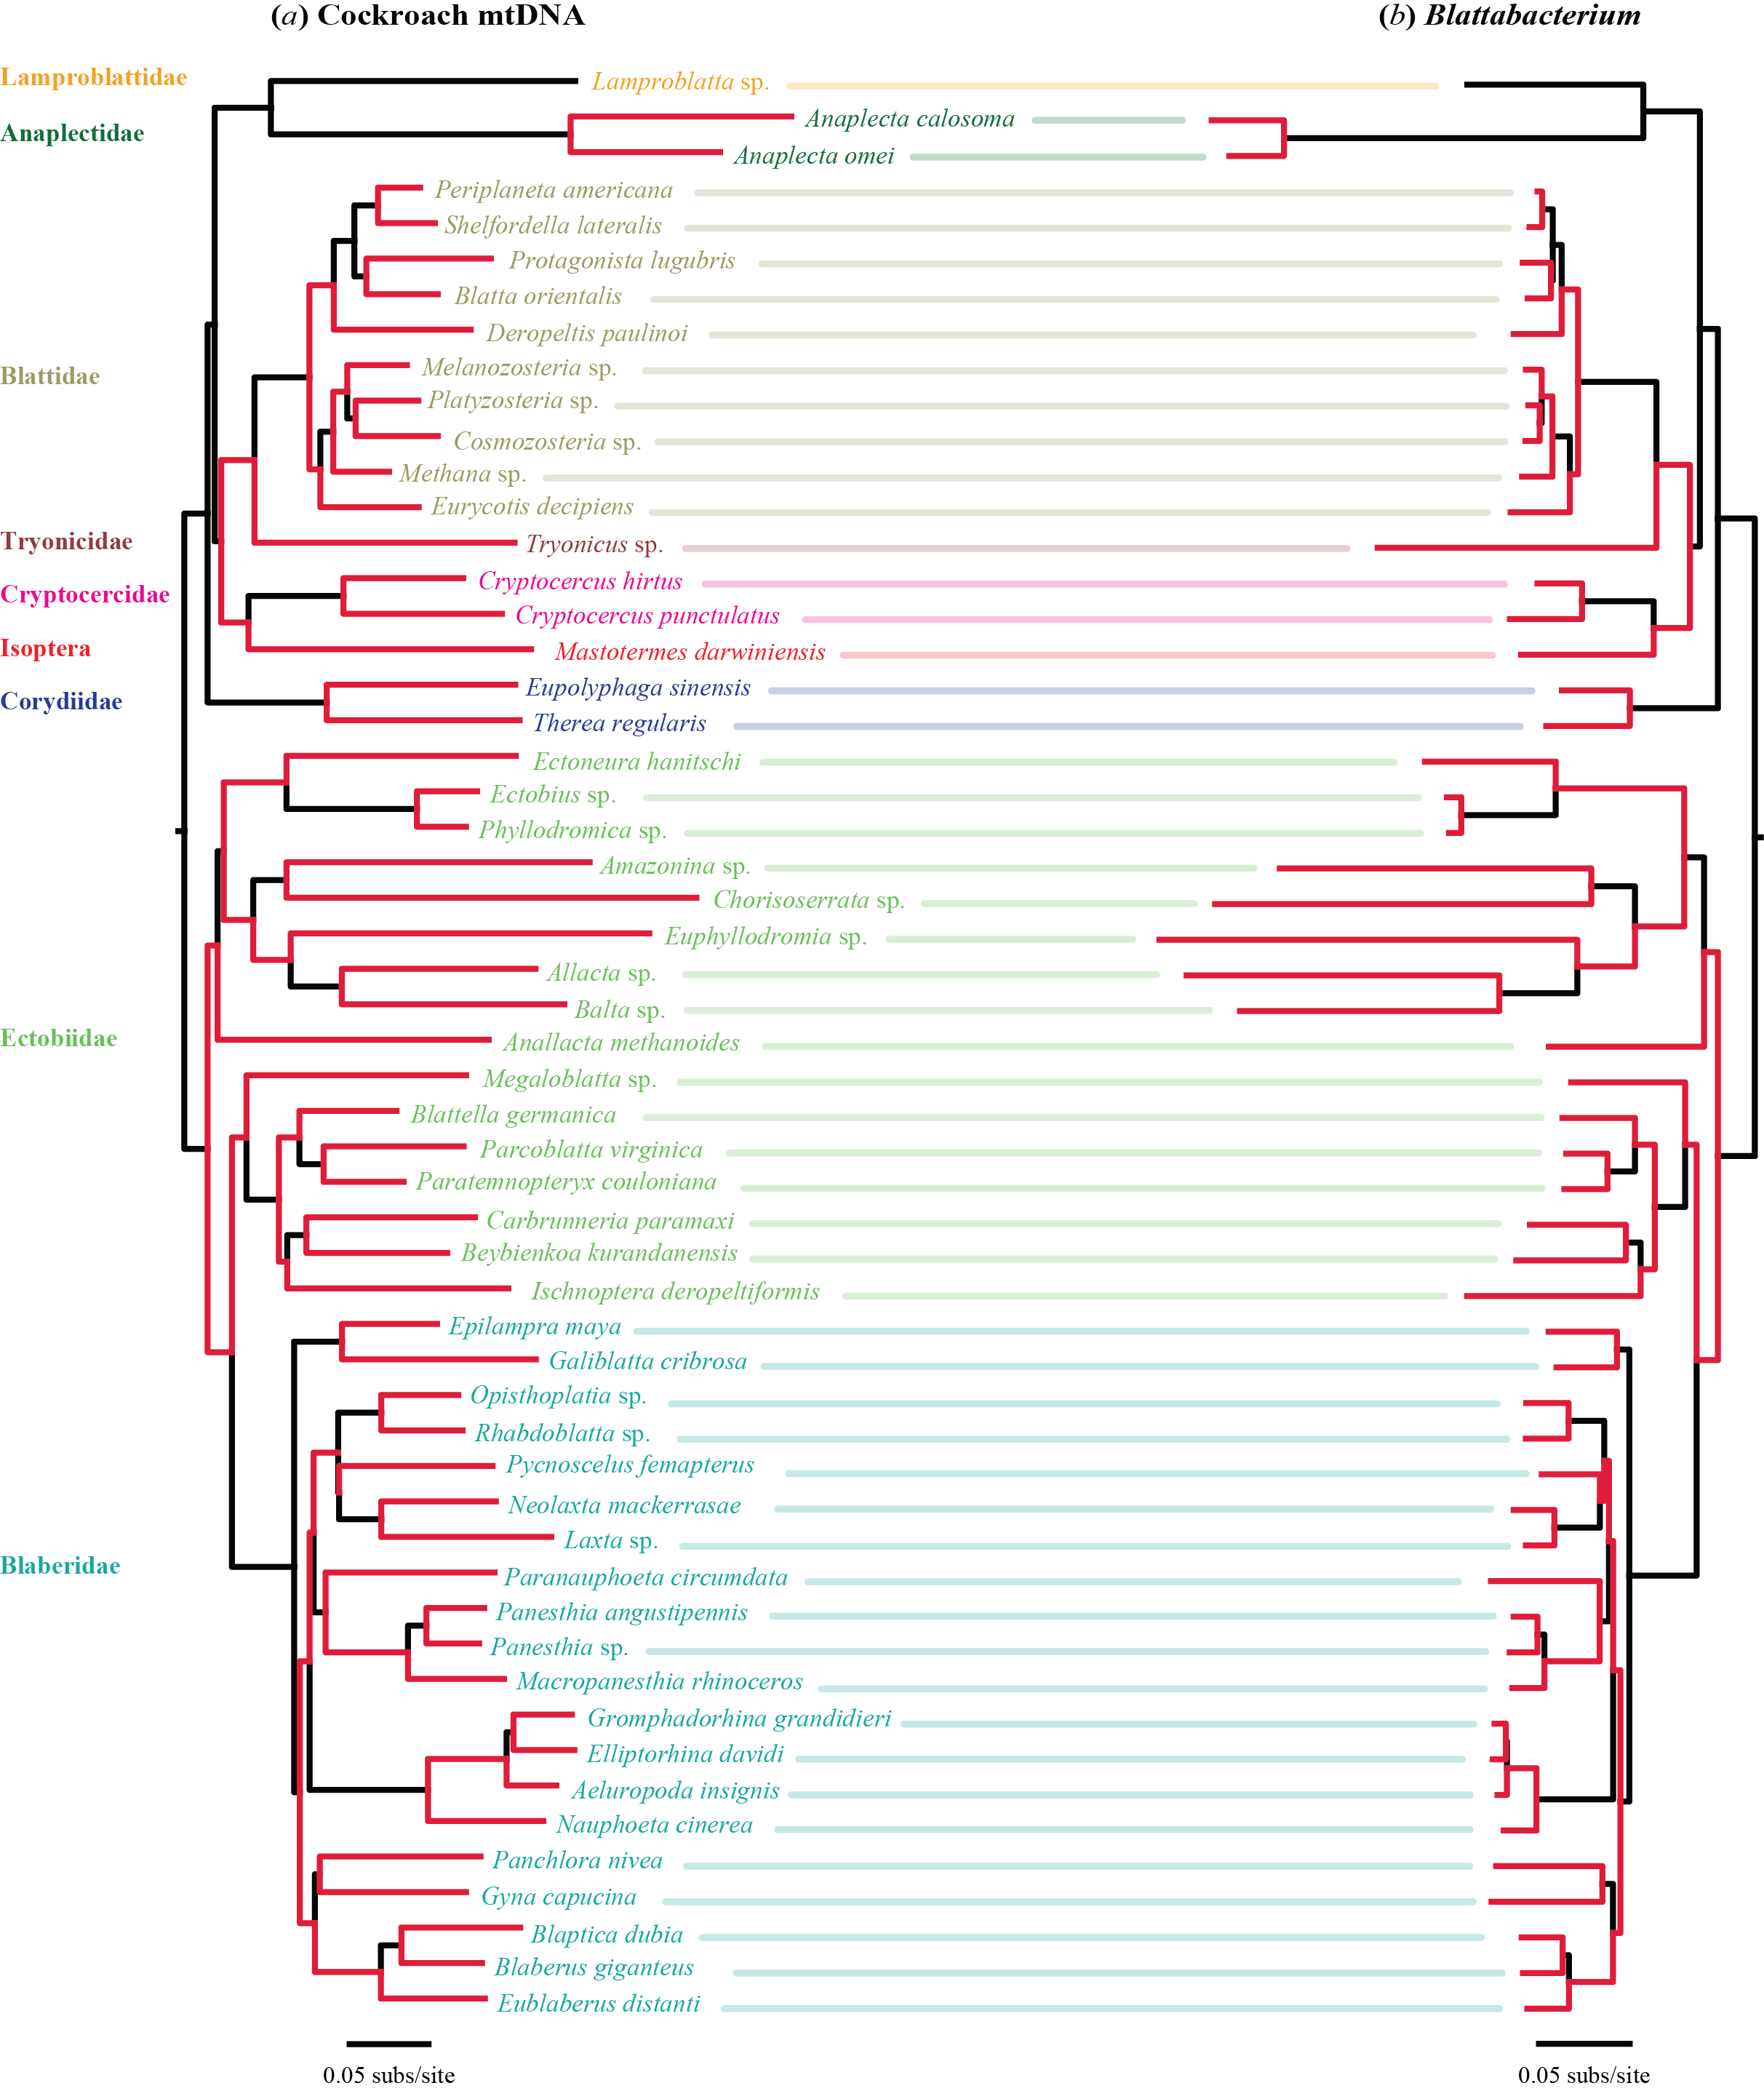 (a) Cockroach mtDNA
(b) Blattabacterium
Lamproblattidae
Lamproblatta sp.
Anaplectidae
Anaplecta calosoma
Anaplecta omei
Periplaneta americana
Shelfordella lateralis
Protagonista lugubris
Blatta orientalis
Deropeltis paulinoi
Blattidae
Melanozosteria sp.
Platyzosteria sp.
Cosmozosteria sp.
Methana sp.
Eurycotis decipiens
Tryonicidae
Tryonicus sp.
Cryptocercidae
Cryptocercus hirtus
Cryptocercus punctulatus
Isoptera
Mastotermes darwiniensis
Corydiidae
Eupolyphaga sinensis
Therea regularis
Ectoneura hanitschi
Ectobius sp.
Phyllodromica sp.
Amazonina sp.
Chorisoserrata sp.
Euphyllodromia sp.
Allacta sp.
Balta sp.
Ectobiidae
Anallacta methanoides
Megaloblatta sp.
Blattella germanica
Parcoblatta virginica
Paratemnopteryx couloniana
Carbrunneria paramaxi
Beybienkoa kurandanensis
Ischnoptera deropeltiformis
Epilampra maya
Galiblatta cribrosa
Opisthoplatia sp.
Rhabdoblatta sp.
Pycnoscelus femapterus
Neolaxta mackerrasae
Laxta sp.
Blaberidae
Paranauphoeta circumdata
Panesthia angustipennis
Panesthia sp.
Macropanesthia rhinoceros
Gromphadorhina grandidieri
Elliptorhina davidi
Aeluropoda insignis
Nauphoeta cinerea
Panchlora nivea
Gyna capucina
Blaptica dubia
Blaberus giganteus
Eublaberus distanti
0.05 subs/site
0.05 subs/site